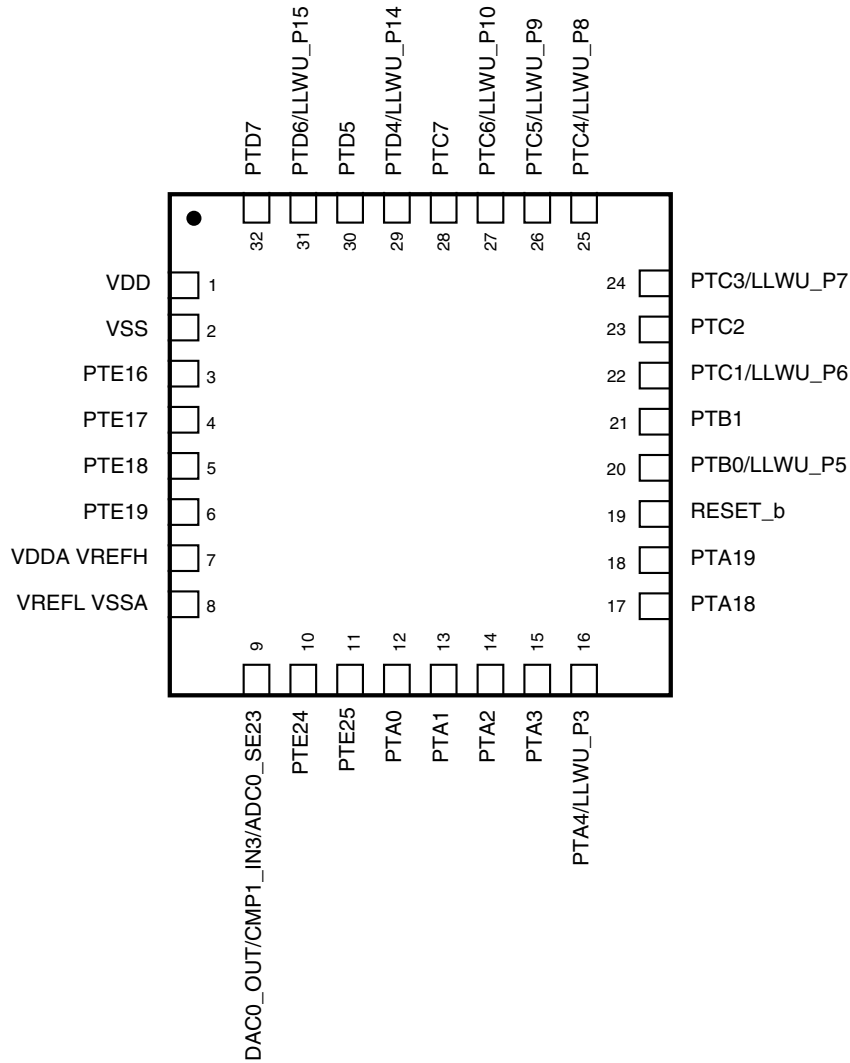 PTD7
PTD6/LLWU_P15
PTD5
PTD4/LLWU_P14
PTC7
PTC6/LLWU_P10
PTC5/LLWU_P9
PTC4/LLWU_P8
32
31
30
29
28
27
26
25
VDD
1
VSS
2
PTE16
3
PTE17
4
PTE18
5
PTE19
6
VDDA VREFH
7
VREFL VSSA
8
24
PTC3/LLWU_P7
23
PTC2
22
PTC1/LLWU_P6
21
PTB1
20
PTB0/LLWU_P5
19
RESET_b
18
PTA19
17
PTA18
9
10
11
12
13
14
15
16
DAC0_OUT/CMP1_IN3/ADC0_SE23
PTE24
PTE25
PTA0
PTA1
PTA2
PTA3
PTA4/LLWU_P3